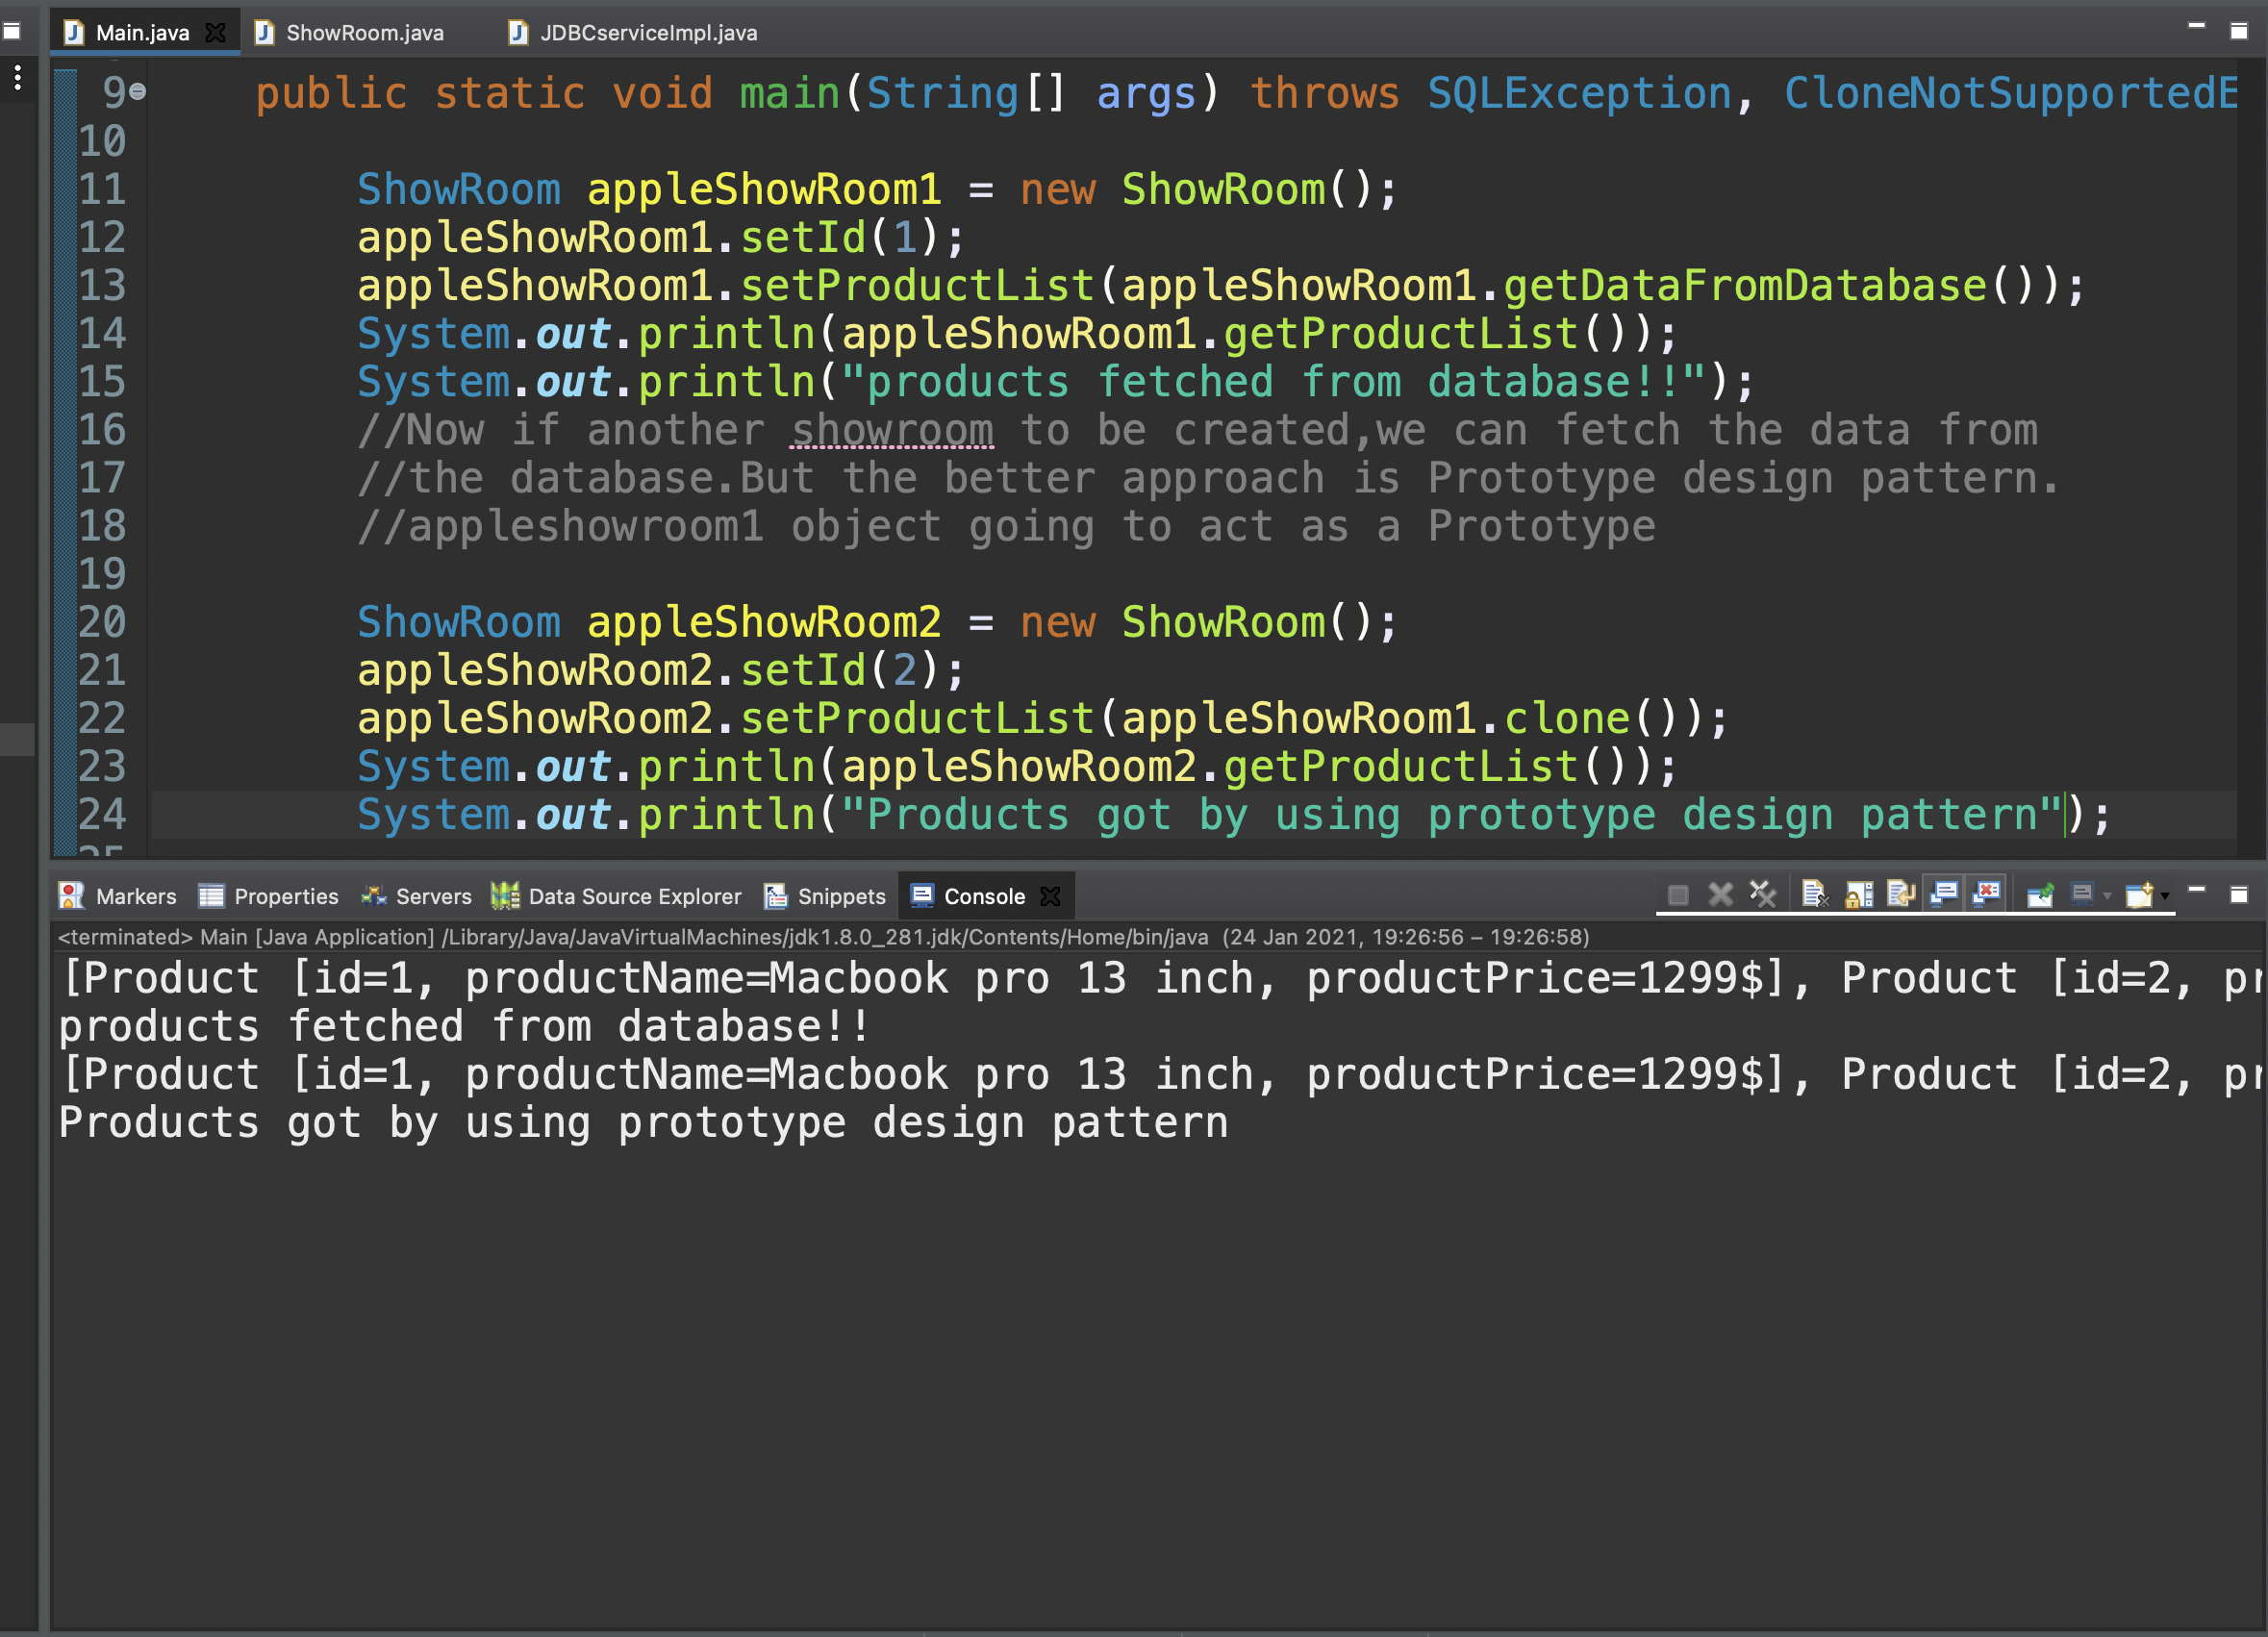 Main.java ShowRoom.java JDBCserviceImpl.java
9 public static void main(String[] args) throws SQLException, CloneNotSupportedE
10
11 ShowRoom appleShowRoom1 = new ShowRoom();
12 appleShowRoom1.setId(1);
13 appleShowRoom1.setProductList(appleShowRoom1.getDataFromDatabase());
14 System.out.println(appleShowRoom1.getProductList());
15 System.out.println("products fetched from database!!");
16 //Now if another showroom to be created,we can fetch the data from
17 //the database.But the better approach is Prototype design pattern.
18 //appleshowroom1 object going to act as a Prototype
19
20 ShowRoom appleShowRoom2 = new ShowRoom();
21 appleShowRoom2.setId(2);
22 appleShowRoom2.setProductList(appleShowRoom1.clone());
23 System.out.println(appleShowRoom2.getProductList());
24 System.out.println("Products got by using prototype design pattern");
25
Markers Properties Servers Data Source Explorer Snippets Console
<terminated> Main [Java Application] /Library/Java/JavaVirtualMachines/jdk1.8.0_281.jdk/Contents/Home/bin/java (24 Jan 2021, 19:26:56 – 19:26:58)
[Product [id=1, productName=Macbook pro 13 inch, productPrice=1299$], Product [id=2, pr
products fetched from database!!
[Product [id=1, productName=Macbook pro 13 inch, productPrice=1299$], Product [id=2, pr
Products got by using prototype design pattern